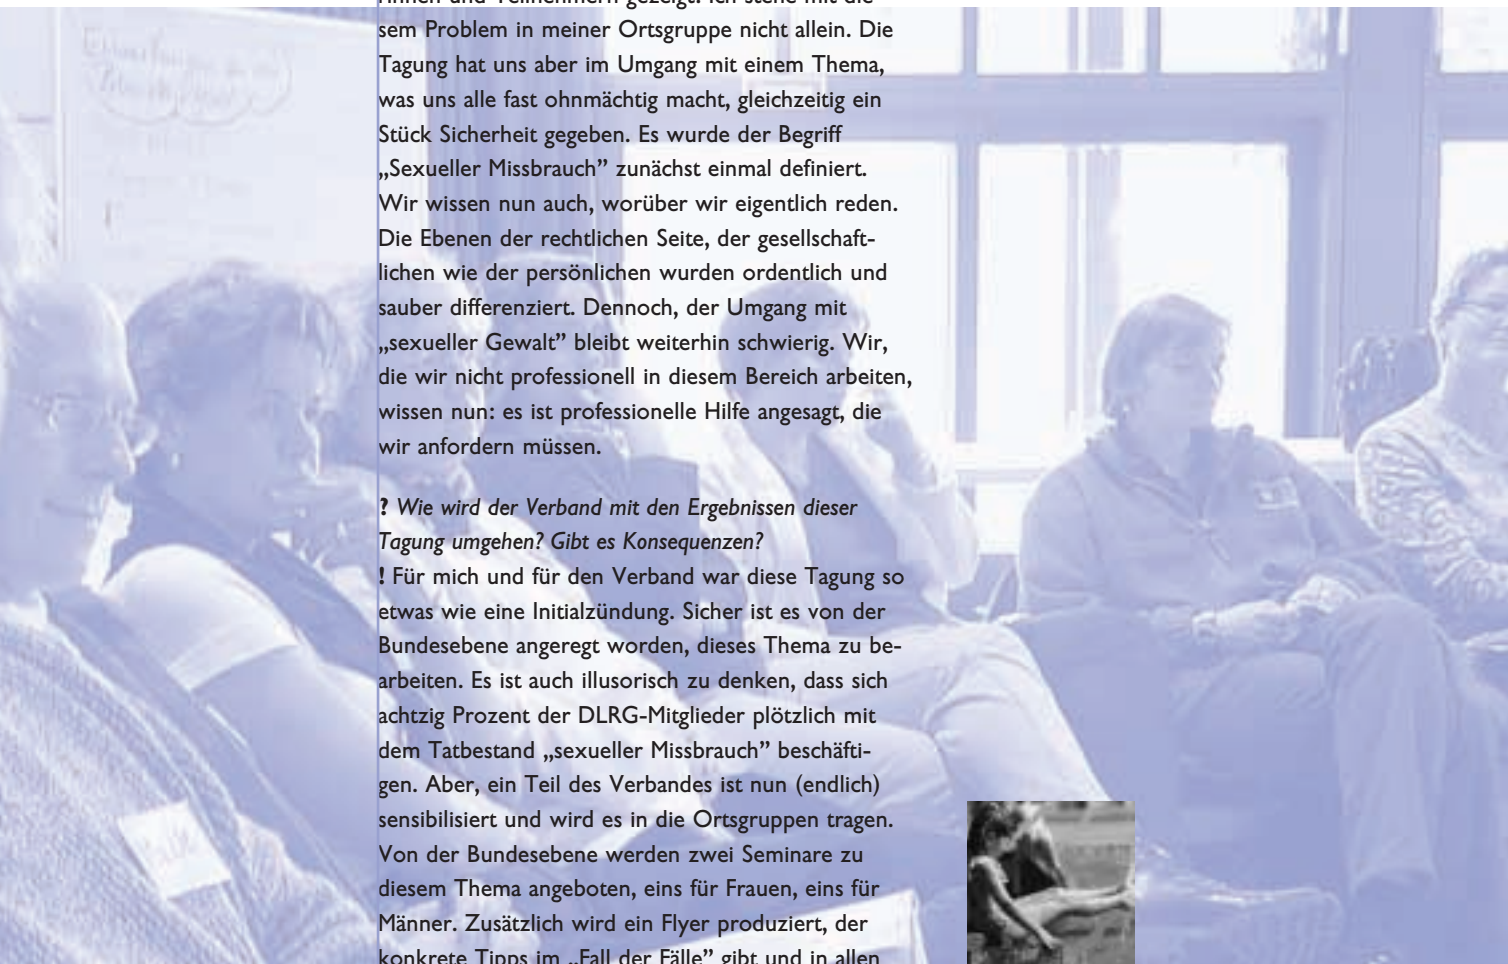 sem Problem in meiner Ortsgruppe nicht allein. Die
Tagung hat uns aber im Umgang mit einem Thema,
was uns alle fast ohnmächtig macht, gleichzeitig ein
Stück Sicherheit gegeben. Es wurde der Begriff
„Sexueller Missbrauch” zunächst einmal definiert.
Wir wissen nun auch, worüber wir eigentlich reden.
Die Ebenen der rechtlichen Seite, der gesellschaft-
lichen wie der persönlichen wurden ordentlich und
sauber differenziert. Dennoch, der Umgang mit
„sexueller Gewalt” bleibt weiterhin schwierig. Wir,
die wir nicht professionell in diesem Bereich arbeiten,
wissen nun: es ist professionelle Hilfe angesagt, die
wir anfordern müssen.
? Wie wird der Verband mit den Ergebnissen dieser
Tagung umgehen? Gibt es Konsequenzen?
! Für mich und für den Verband war diese Tagung so
etwas wie eine Initialzündung. Sicher ist es von der
Bundesebene angeregt worden, dieses Thema zu be-
arbeiten. Es ist auch illusorisch zu denken, dass sich
achtzig Prozent der DLRG-Mitglieder plötzlich mit
dem Tatbestand „sexueller Missbrauch” beschäfti-
gen. Aber, ein Teil des Verbandes ist nun (endlich)
sensibilisiert und wird es in die Ortsgruppen tragen.
Von der Bundesebene werden zwei Seminare zu
diesem Thema angeboten, eins für Frauen, eins für
Männer. Zusätzlich wird ein Flyer produziert, der
konkrete Tipps im „Fall der Fälle” gibt und in allen